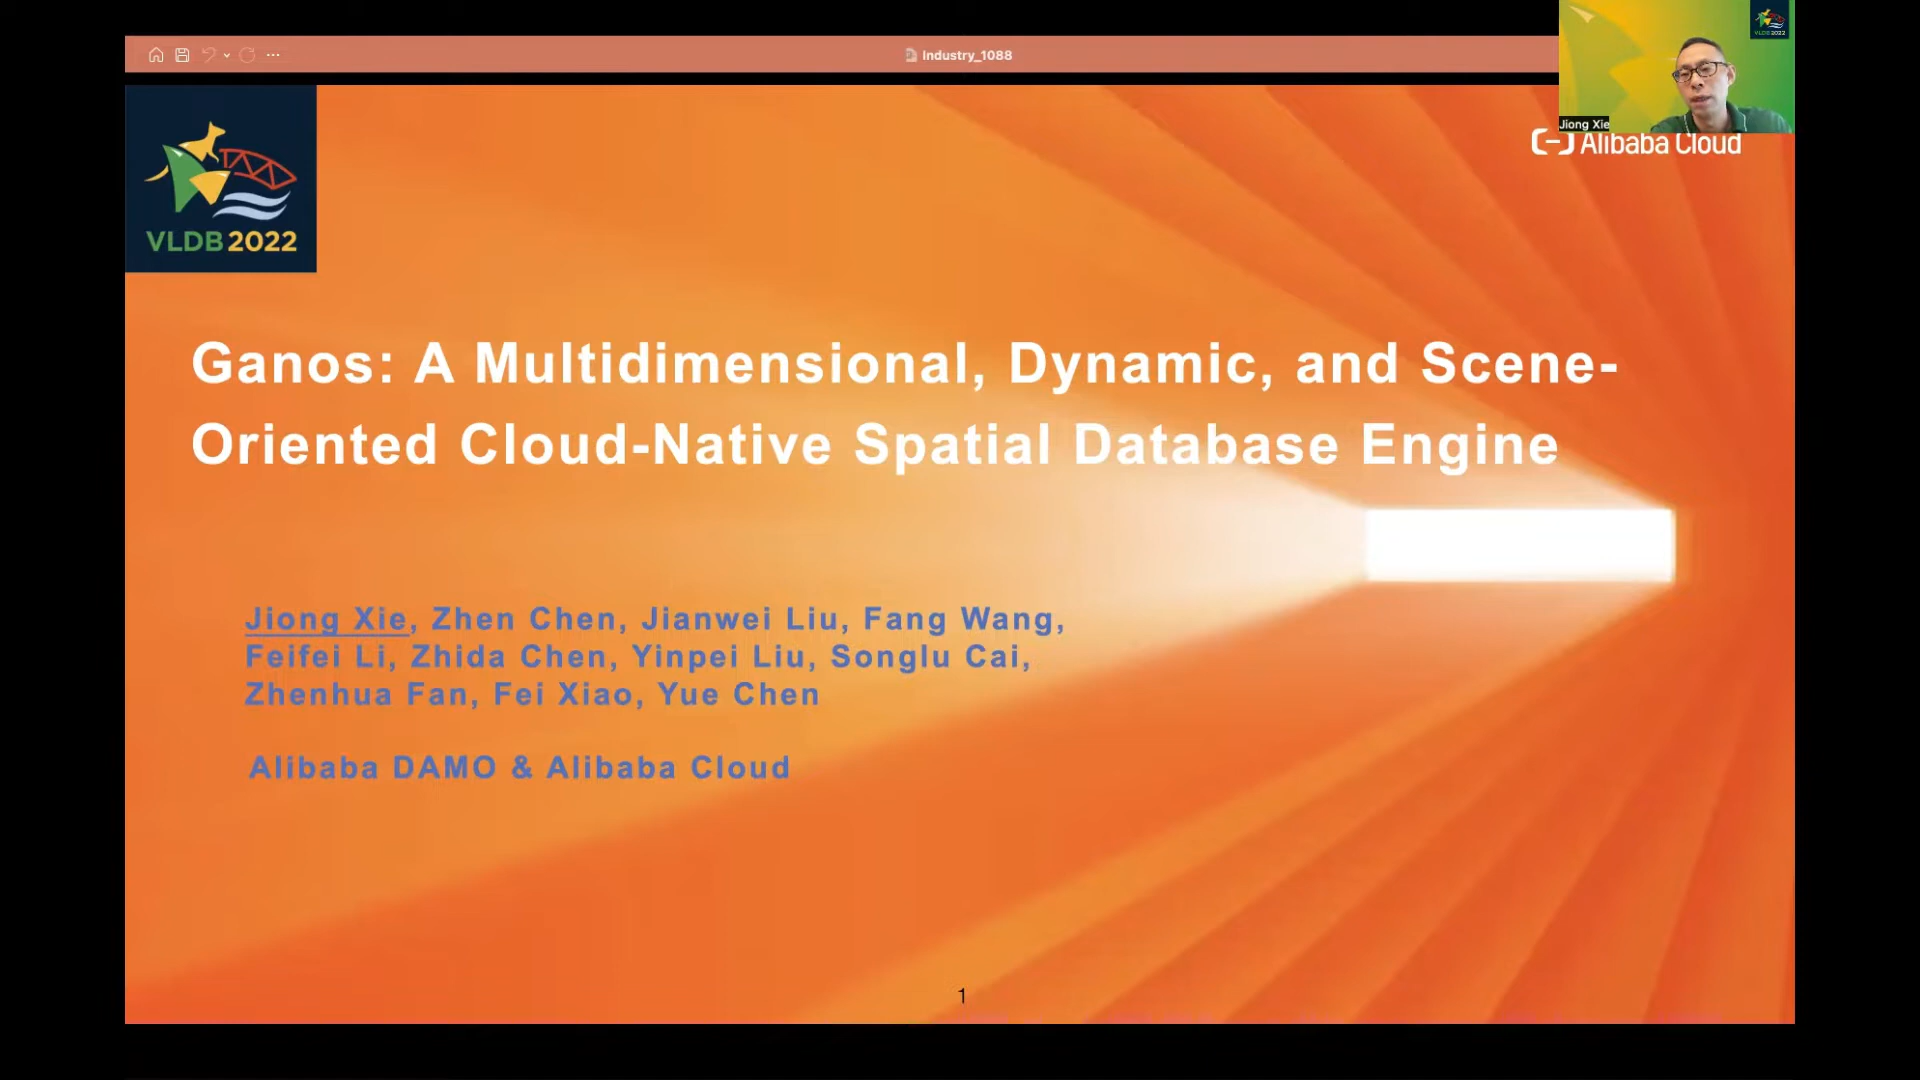 Industry_1088
VLDB 2022
Jiong Xie
Alibaba Cloud
VLDB 2022
Ganos: A Multidimensional, Dynamic, and Scene-
Oriented Cloud-Native Spatial Database Engine
Jiong Xie, Zhen Chen, Jianwei Liu, Fang Wang,
Feifei Li, Zhida Chen, Yinpei Liu, Songlu Cai,
Zhenhua Fan, Fei Xiao, Yue Chen
Alibaba DAMO & Alibaba Cloud
1